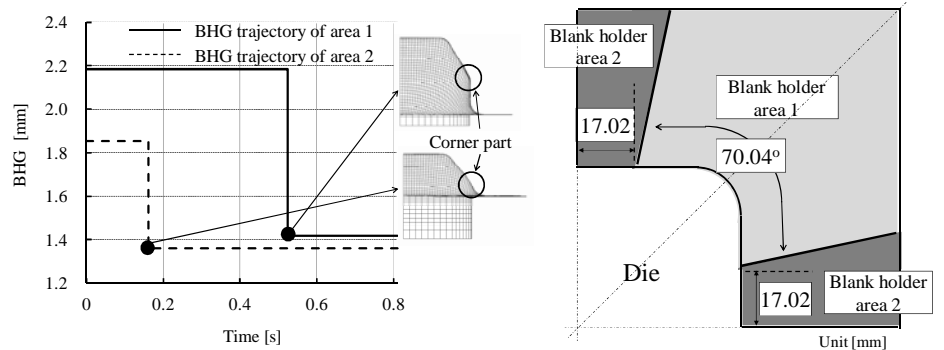 2.4
2.2
2.0
1.8
1.6
1.4
1.2
BHG [mm]
BHG trajectory of area 1
BHG trajectory of area 2
Corner part
0
0.2
0.4
0.6
0.8
Time [s]
Blank holder
area 2
17.02
Blank holder
area 1
70.04o
Die
17.02
Blank holder
area 2
Unit [mm]